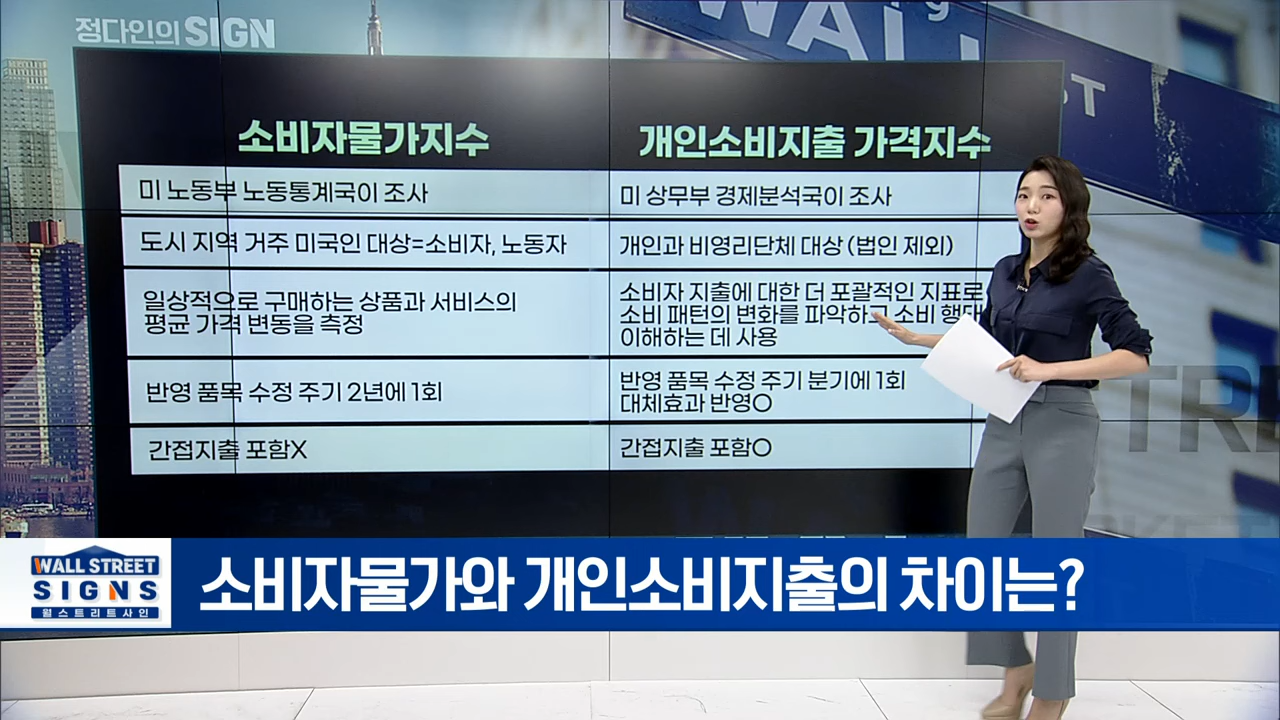 정다인의 SIGN
WALL
ST
소비자물가지수
개인소비지출 가격지수
미 노동부 노동통계국이 조사
미 상무부 경제분석국이 조사
도시 지역 거주 미국인 대상=소비자, 노동자
개인과 비영리단체 대상 (법인 제외)
일상적으로 구매하는 상품과 서비스의
평균 가격 변동을 측정
소비자 지출에 대한 더 포괄적인 지표로
소비 패턴의 변화를 파악하고 소비 행태
이해하는 데 사용
반영 품목 수정 주기 2년에 1회
반영 품목 수정 주기 분기에 1회
대체효과 반영O
간접지출 포함X
간접지출 포함O
TRE
KET
WALL STREET
SIGNS
월스트리트사인
소비자물가와 개인소비지출의 차이는?